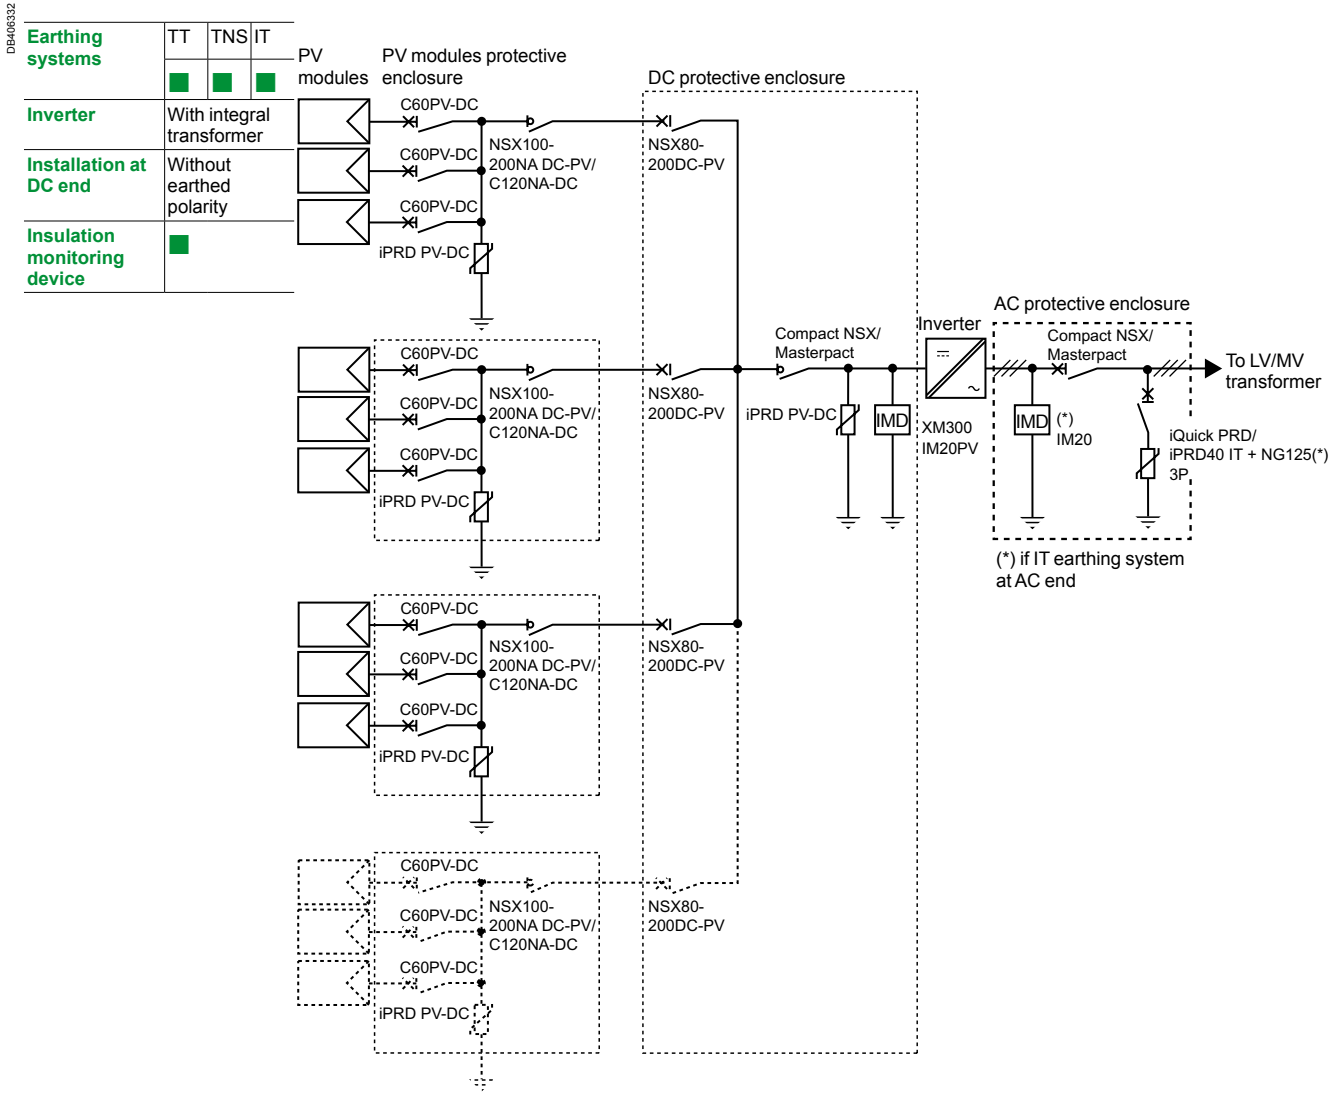 DB406332
Earthing
systems
TT
TNS
IT
Inverter
With integral
transformer
Installation at
DC end
Without
earthed
polarity
Insulation
monitoring
device
PV
modules
PV modules protective
enclosure
DC protective enclosure
C60PV-DC
C60PV-DC
C60PV-DC
iPRD PV-DC
NSX100-
200NA DC-PV/
C120NA-DC
NSX80-
200DC-PV
C60PV-DC
C60PV-DC
C60PV-DC
iPRD PV-DC
NSX100-
200NA DC-PV/
C120NA-DC
NSX80-
200DC-PV
Compact NSX/
Masterpact
iPRD PV-DC
IMD
XM300
IM20PV
Inverter
AC protective enclosure
Compact NSX/
Masterpact
To LV/MV
transformer
IMD
(*)
IM20
iQuick PRD/
iPRD40 IT + NG125(*)
3P
(*) if IT earthing system
at AC end
C60PV-DC
C60PV-DC
C60PV-DC
iPRD PV-DC
NSX100-
200NA DC-PV/
C120NA-DC
NSX80-
200DC-PV
C60PV-DC
C60PV-DC
C60PV-DC
iPRD PV-DC
NSX100-
200NA DC-PV/
C120NA-DC
NSX80-
200DC-PV